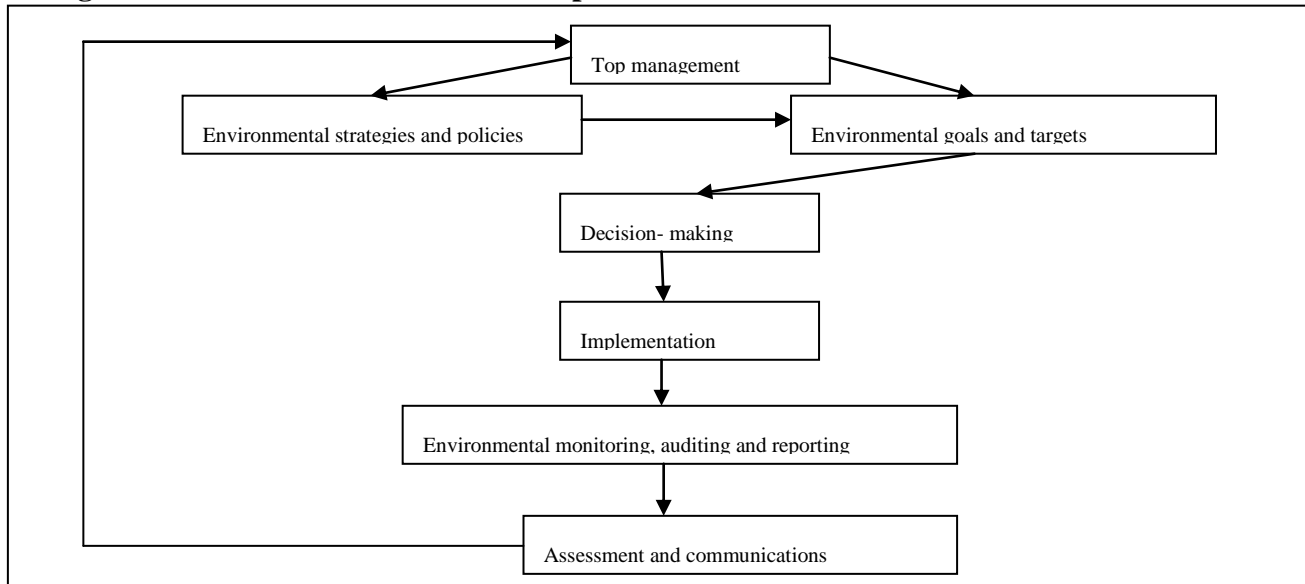 Top management
Environmental strategies and policies
Environmental goals and targets
Decision- making
Implementation
Environmental monitoring, auditing and reporting
Assessment and communications